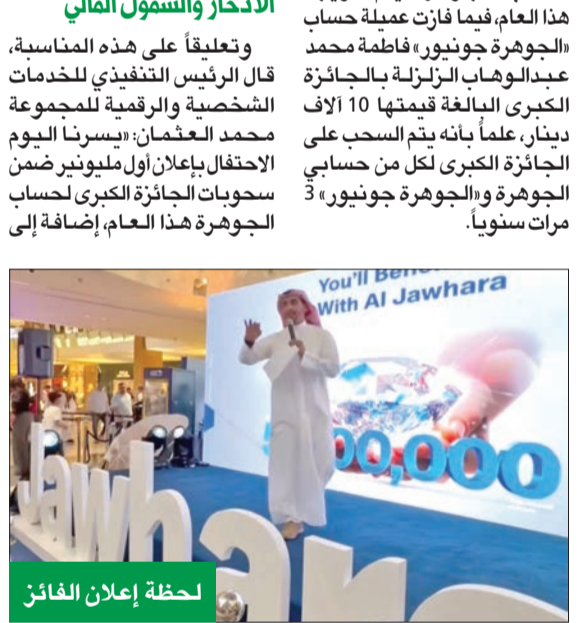 هذا العام، فيما فازت عميلة حساب
«الجوهرة جونيور» فاطمة محمد
عبدالوهاب الزلزلة بالجائزة
الكبرى البالغة قيمتها 10 آلاف
دينار، علماً بأنه يتم السحب على
الجائزة الكبرى لكل من حسابي
الجوهرة و«الجوهرة جونيور» 3
مرات سنوياً.
الادخار والشمول المالي
وتعليقاً على هذه المناسبة،
قال الرئيس التنفيذي للخدمات
الشخصية والرقمية للمجموعة
محمد العثمان: «يسرنا اليوم
الاحتفال بإعلان أول مليونير ضمن
سحوبات الجائزة الكبرى لحساب
الجوهرة هذا العام، إضافة إلى
You'll
With Al Jawhara
00,000
Jawhar
لحظة إعلان الفائز